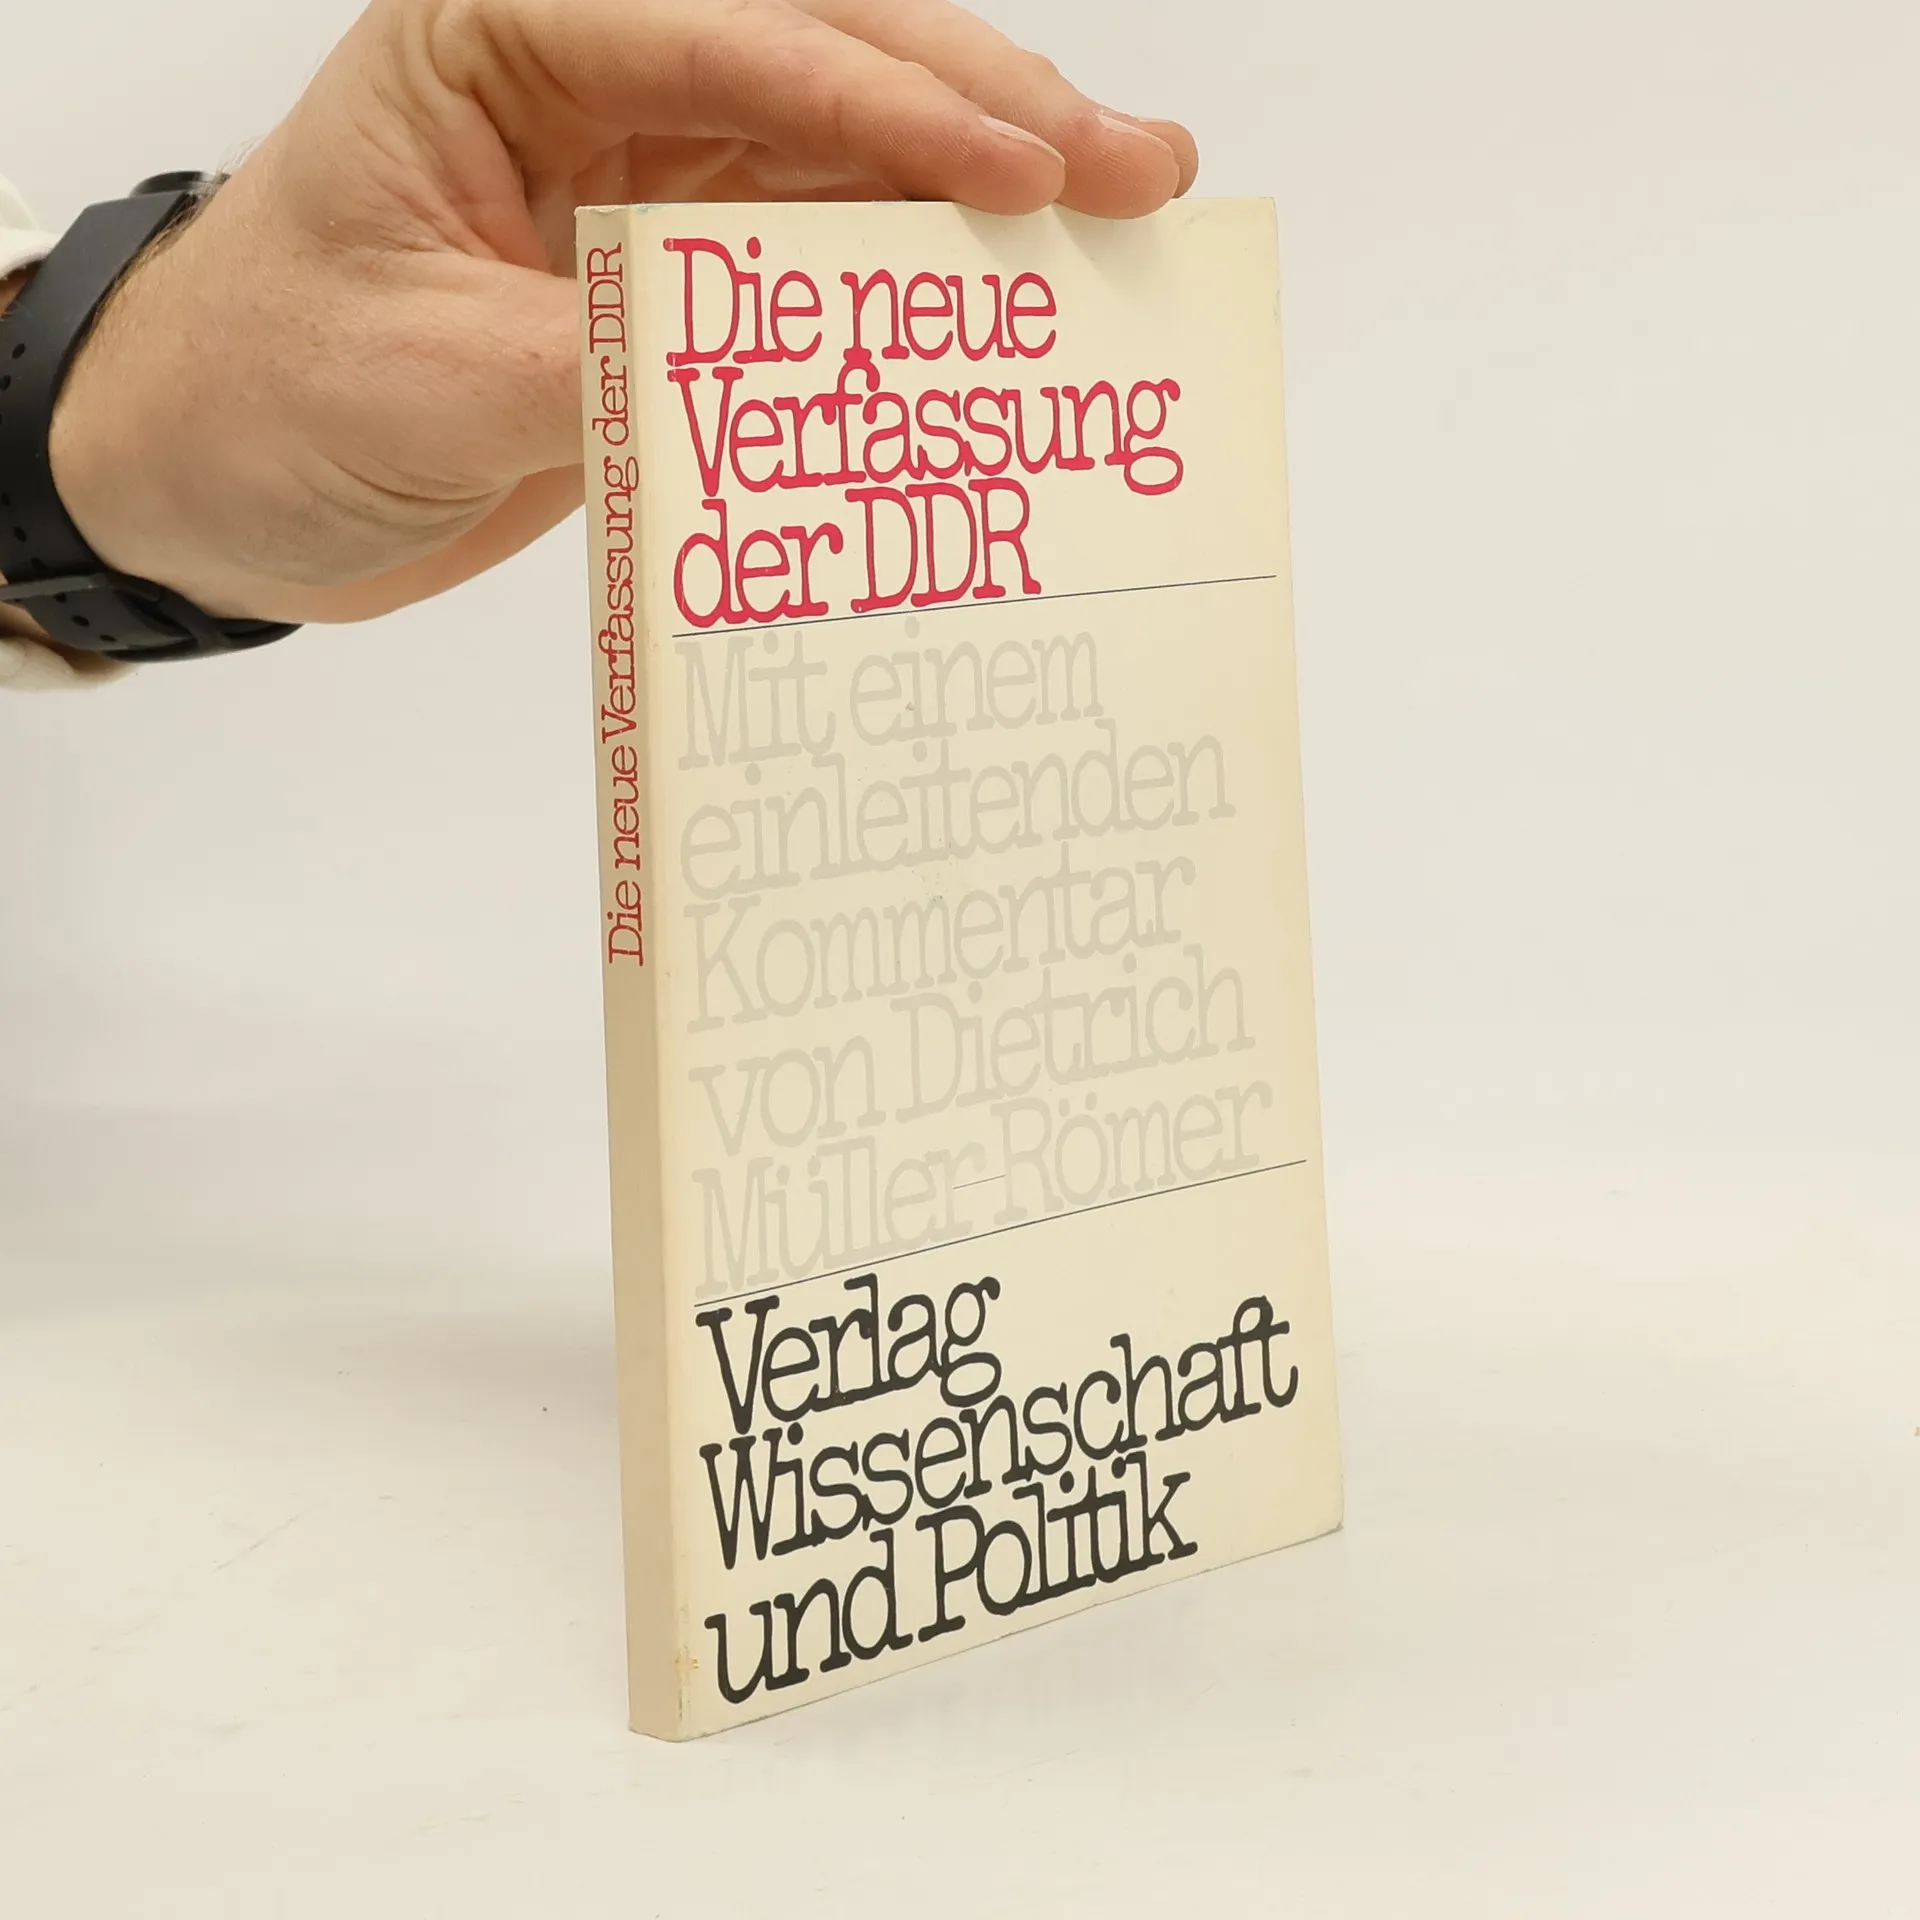 Die neue Verfassung der DDR
Die neue
Verfassung
der DDR
Mit einem
einleitenden
Kommentar
von Dietrich
Müller-Römer
Verlag
Wissenschaft
und Politik